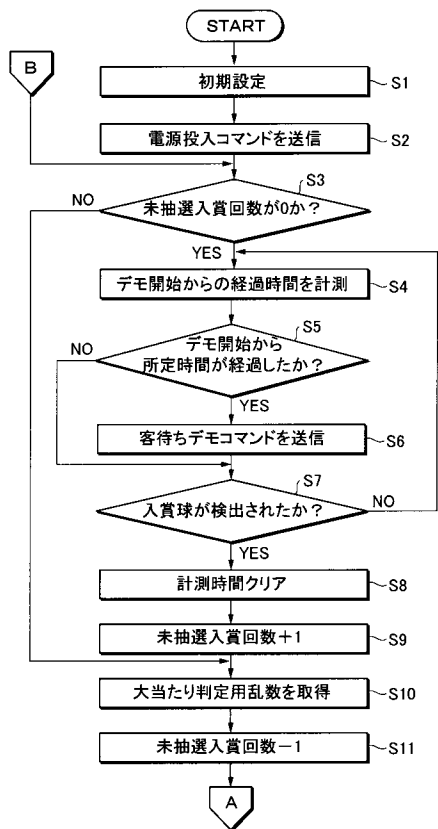 START
B
初期設定
S1
電源投入コマンドを送信
S2
S3
未抽選入賞回数が0か？
NO
YES
デモ開始からの経過時間を計測
S4
S5
デモ開始から
所定時間が経過したか？
NO
YES
客待ちデモコマンドを送信
S6
S7
入賞球が検出されたか？
NO
YES
計測時間クリア
S8
未抽選入賞回数+1
S9
大当たり判定用乱数を取得
S10
未抽選入賞回数−1
S11
A